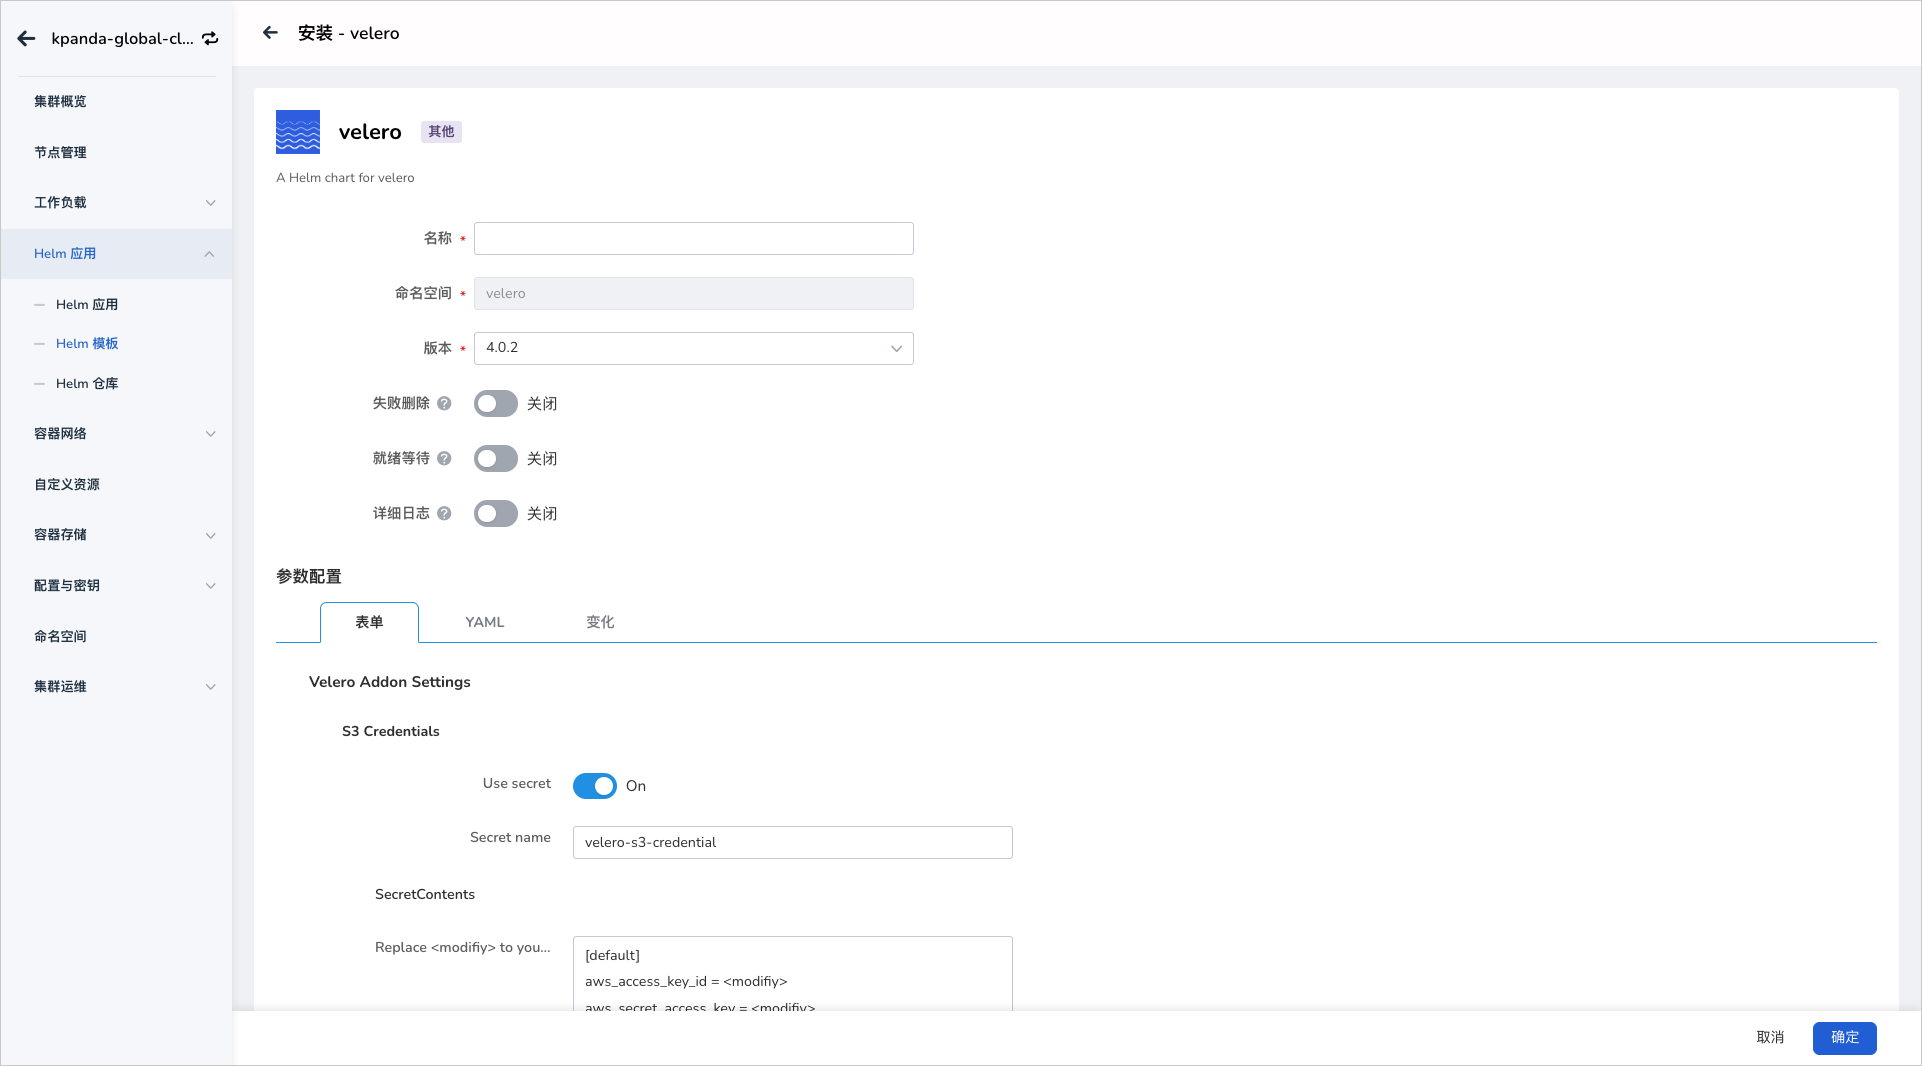 kpanda-global-cl...
集群概览
节点管理
工作负载
Helm 应用
Helm 应用
Helm 模板
Helm 仓库
容器网络
自定义资源
容器存储
配置与密钥
命名空间
集群运维
安装 - velero
velero 其他
A Helm chart for velero
名称 *
命名空间 * velero
版本 * 4.0.2
失败删除 ? 关闭
就绪等待 ? 关闭
详细日志 ? 关闭
参数配置
表单 YAML 变化
Velero Addon Settings
S3 Credentials
Use secret On
Secret name velero-s3-credential
SecretContents
Replace <modifiy> to you... [default]
aws_access_key_id = <modifiy>
aws_secret_access_key = <modifiy>
取消 确定